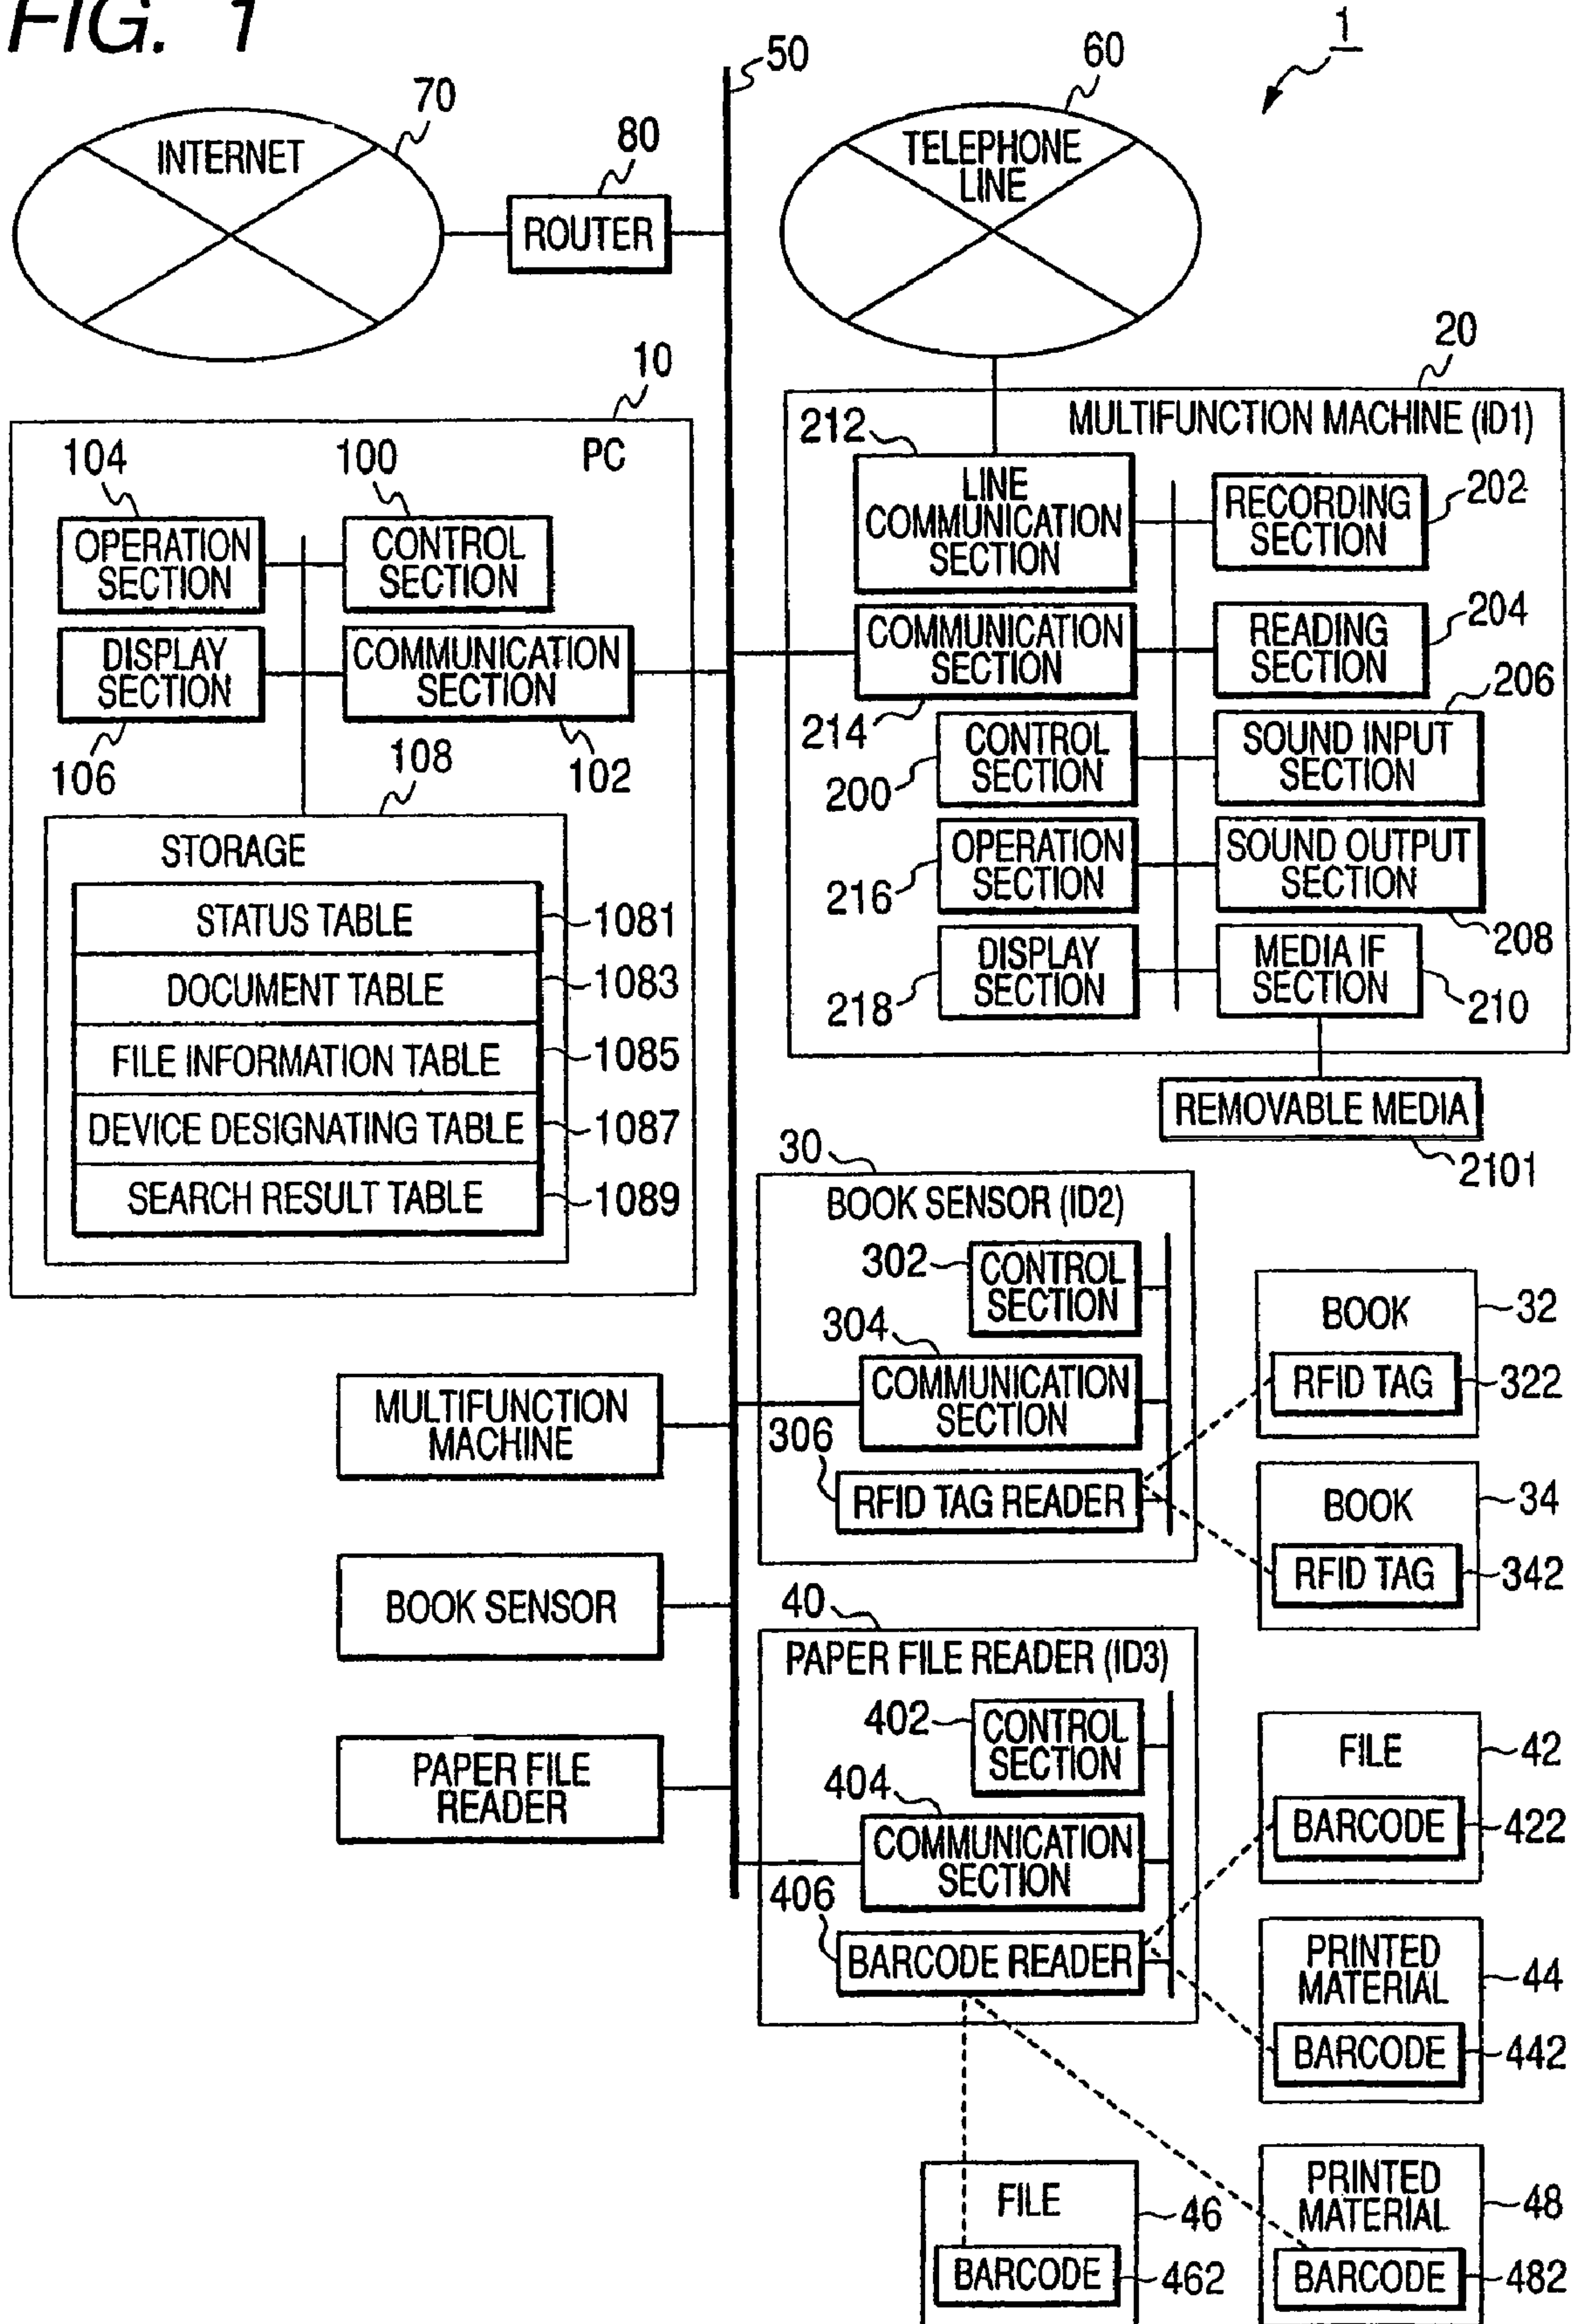 FIG. 1
1
50
60
70
80
INTERNET
ROUTER
TELEPHONE
LINE
10
PC
104
100
OPERATION
SECTION
CONTROL
SECTION
DISPLAY
SECTION
COMMUNICATION
SECTION
106
108
102
STORAGE
STATUS TABLE
1081
DOCUMENT TABLE
1083
FILE INFORMATION TABLE
1085
DEVICE DESIGNATING TABLE
1087
SEARCH RESULT TABLE
1089
20
MULTIFUNCTION MACHINE (ID1)
212
LINE
COMMUNICATION
SECTION
RECORDING
SECTION
202
COMMUNICATION
SECTION
READING
SECTION
204
214
206
CONTROL
SECTION
200
SOUND INPUT
SECTION
OPERATION
SECTION
216
SOUND OUTPUT
SECTION
208
DISPLAY
SECTION
218
MEDIA IF
SECTION
210
REMOVABLE MEDIA
2101
30
BOOK SENSOR (ID2)
302
CONTROL
SECTION
304
COMMUNICATION
SECTION
306
RFID TAG READER
BOOK
32
RFID TAG
322
BOOK
34
RFID TAG
342
MULTIFUNCTION
MACHINE
BOOK SENSOR
PAPER FILE
READER
40
PAPER FILE READER (ID3)
402
CONTROL
SECTION
404
COMMUNICATION
SECTION
406
BARCODE READER
FILE
42
BARCODE
422
PRINTED
MATERIAL
44
BARCODE
442
FILE
46
BARCODE
462
PRINTED
MATERIAL
48
BARCODE
482